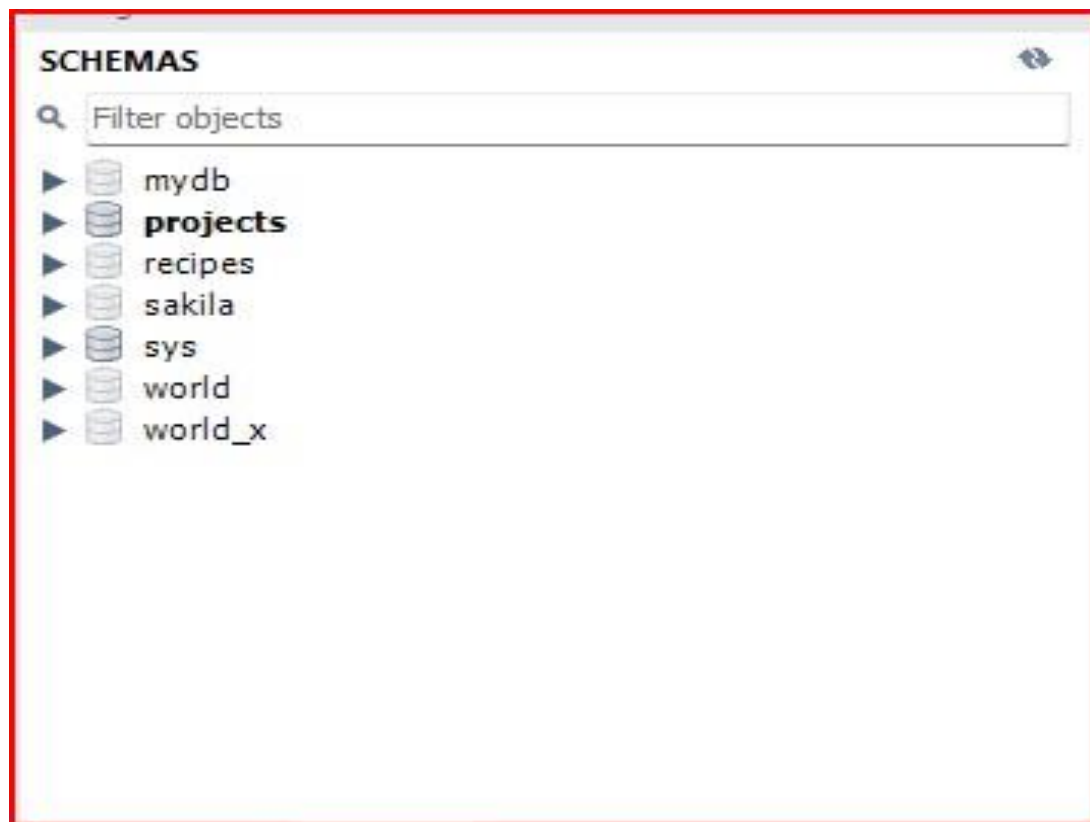 SCHEMAS
Filter objects
mydb
projects
recipes
sakila
sys
world
world_x